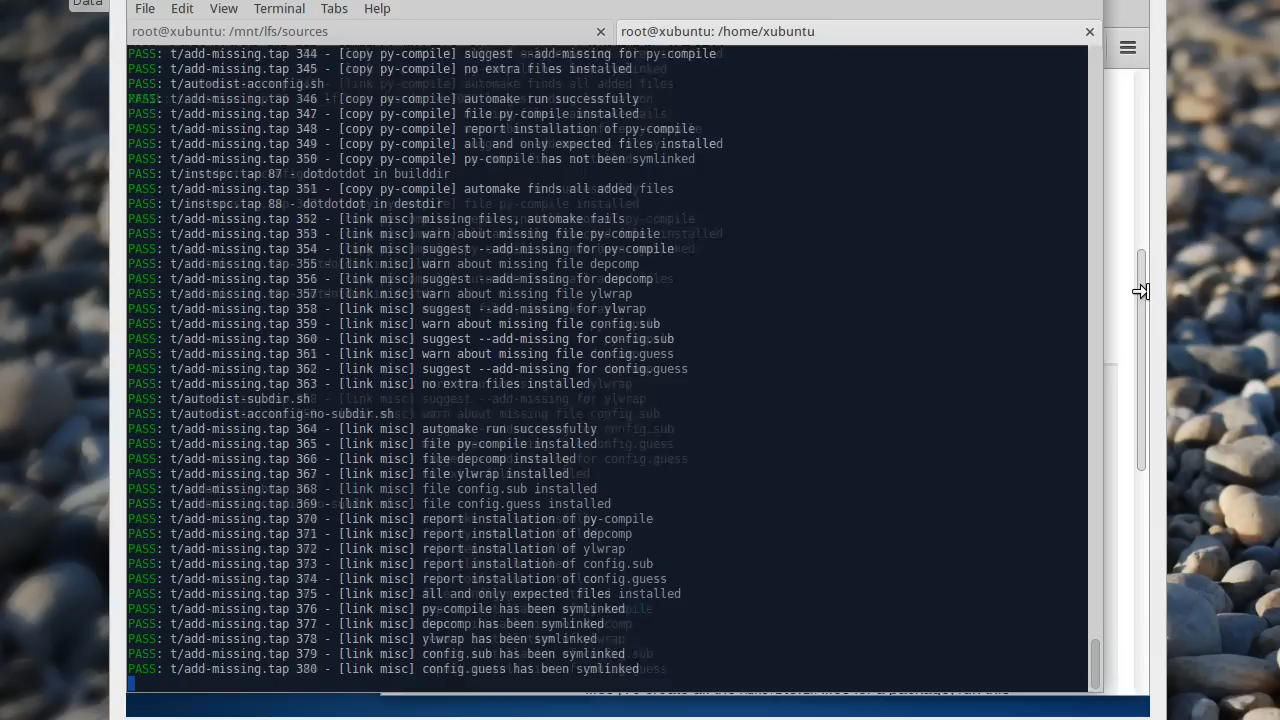 Data
File Edit View Terminal Tabs Help
root@xubuntu: /mnt/lfs/sources × root@xubuntu: /home/xubuntu ×
PASS: t/add-missing.tap 344 - [copy py-compile] suggest --add-missing for py-compile
PASS: t/add-missing.tap 345 - [copy py-compile] no extra files installed
PASS:
PASS: t/add-missing.tap 346 - [copy py-compile] automake run successfully
PASS: t/add-missing.tap 347 - [copy py-compile] file py-compile installed
PASS: t/add-missing.tap 348 - [copy py-compile] report installation of py-compile
PASS: t/add-missing.tap 349 - [copy py-compile] all and only expected files installed
PASS: t/add-missing.tap 350 - [copy py-compile] py-compile has not been symlinked
PASS: t/instspc.tap 87 - dotdotdot in builddir
PASS: t/add-missing.tap 351 - [copy py-compile] automake finds all added files
PASS: t/instspc.tap 88 - dotdotdot in destdir
PASS: t/add-missing.tap 352 - [link misc] missing files, automake fails
PASS: t/add-missing.tap 353 - [link misc] warn about missing file py-compile
PASS: t/add-missing.tap 354 - [link misc] suggest --add-missing for py-compile
PASS: t/add-missing.tap 355 - [link misc] warn about missing file depcomp
PASS: t/add-missing.tap 356 - [link misc] suggest --add-missing for depcomp
PASS: t/add-missing.tap 357 - [link misc] warn about missing file ylwrap
PASS: t/add-missing.tap 358 - [link misc] suggest --add-missing for ylwrap
PASS: t/add-missing.tap 359 - [link misc] warn about missing file config.sub
PASS: t/add-missing.tap 360 - [link misc] suggest --add-missing for config.sub
PASS: t/add-missing.tap 361 - [link misc] warn about missing file config.guess
PASS: t/add-missing.tap 362 - [link misc] suggest --add-missing for config.guess
PASS: t/add-missing.tap 363 - [link misc] no extra files installed
PASS: t/autodist-subdir.sh
PASS: t/autodist-acconfig-no-subdir.sh
PASS: t/add-missing.tap 364 - [link misc] automake run successfully
PASS: t/add-missing.tap 365 - [link misc] file py-compile installed
PASS: t/add-missing.tap 366 - [link misc] file depcomp installed
PASS: t/add-missing.tap 367 - [link misc] file ylwrap installed
PASS: t/add-missing.tap 368 - [link misc] file config.sub installed
PASS: t/add-missing.tap 369 - [link misc] file config.guess installed
PASS: t/add-missing.tap 370 - [link misc] report installation of py-compile
PASS: t/add-missing.tap 371 - [link misc] report installation of depcomp
PASS: t/add-missing.tap 372 - [link misc] report installation of ylwrap
PASS: t/add-missing.tap 373 - [link misc] report installation of config.sub
PASS: t/add-missing.tap 374 - [link misc] report installation of config.guess
PASS: t/add-missing.tap 375 - [link misc] all and only expected files installed
PASS: t/add-missing.tap 376 - [link misc] py-compile has been symlinked
PASS: t/add-missing.tap 377 - [link misc] depcomp has been symlinked
PASS: t/add-missing.tap 378 - [link misc] ylwrap has been symlinked
PASS: t/add-missing.tap 379 - [link misc] config.sub has been symlinked
PASS: t/add-missing.tap 380 - [link misc] config.guess has been symlinked